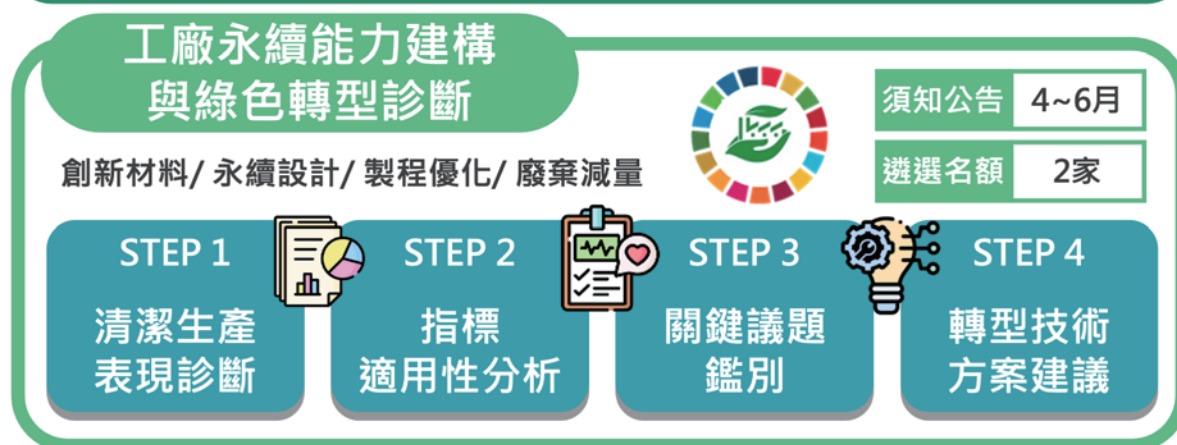 工廠永續能力建構
與綠色轉型診斷
須知公告 4~6月
創新材料/ 永續設計/ 製程優化/ 廢棄減量
遴選名額 2家
STEP 1
清潔生產
表現診斷
STEP 2
指標
適用性分析
STEP 3
關鍵議題
鑑別
STEP 4
轉型技術
方案建議